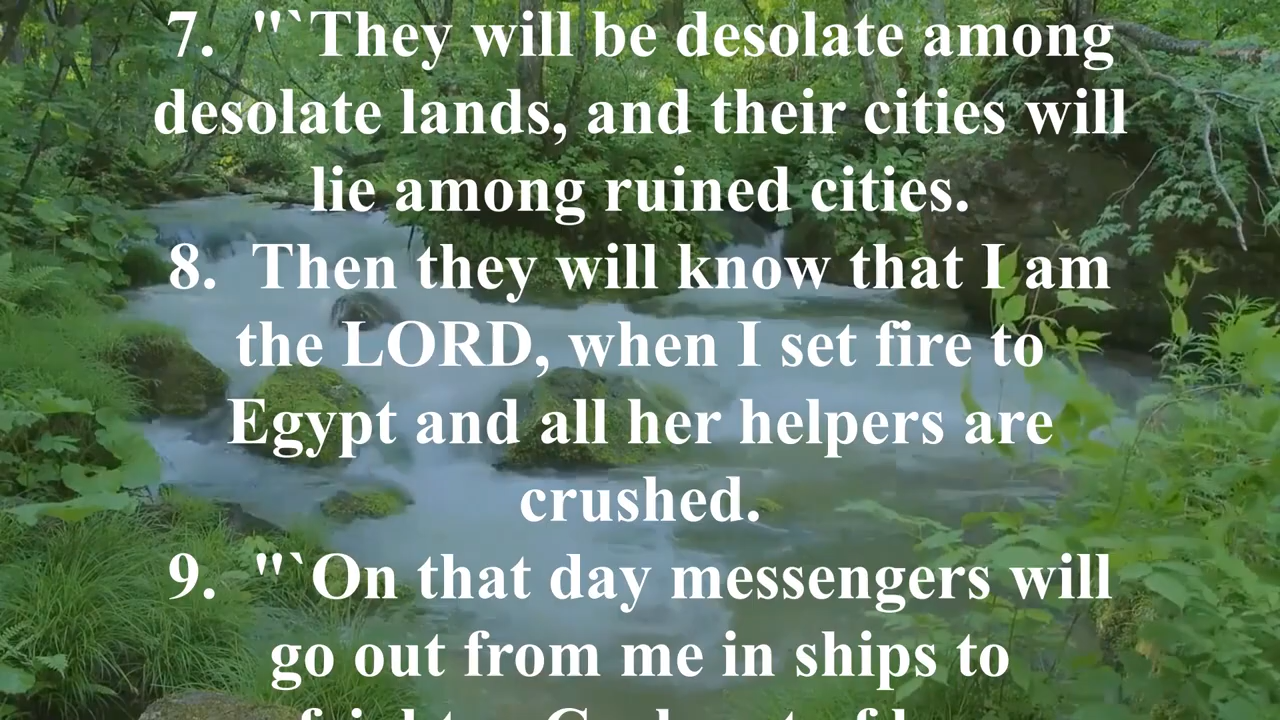 7.  "`They will be desolate among
desolate lands, and their cities will
lie among ruined cities.
8.  Then they will know that I am
the LORD, when I set fire to
Egypt and all her helpers are
crushed.
9.  "`On that day messengers will
go out from me in ships to